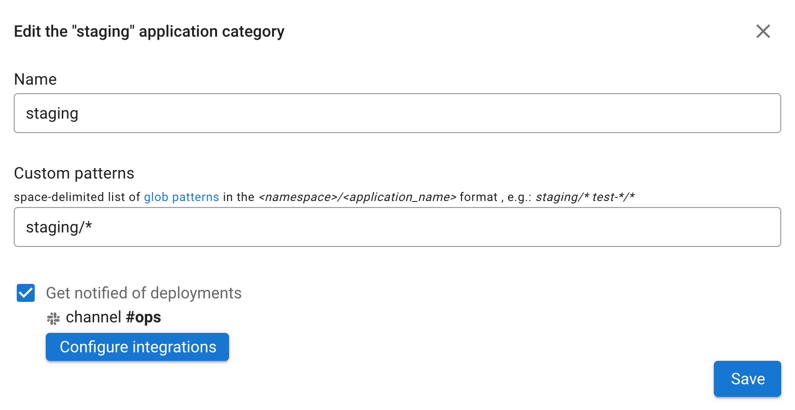 Edit the "staging" application category
Name
staging
Custom patterns
space-delimited list of glob patterns in the <namespace>/<application_name> format , e.g.: staging/* test-*/*
staging/*
Get notified of deployments
channel #ops
Configure integrations
Save